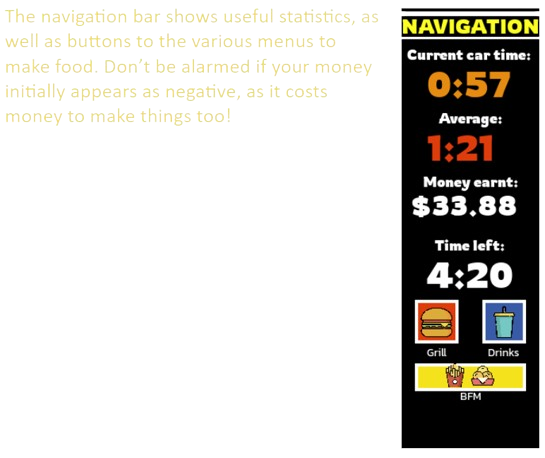 The navigation bar shows useful statistics, as
well as buttons to the various menus to
make food. Don't be alarmed if your money
initially appears as negative, as it costs
money to make things too!
NAVIGATION
Current car time:
0:57
Average:
1:21
Money earnt:
$33.88
Time left:
4:20
Grill
Drinks
BFM